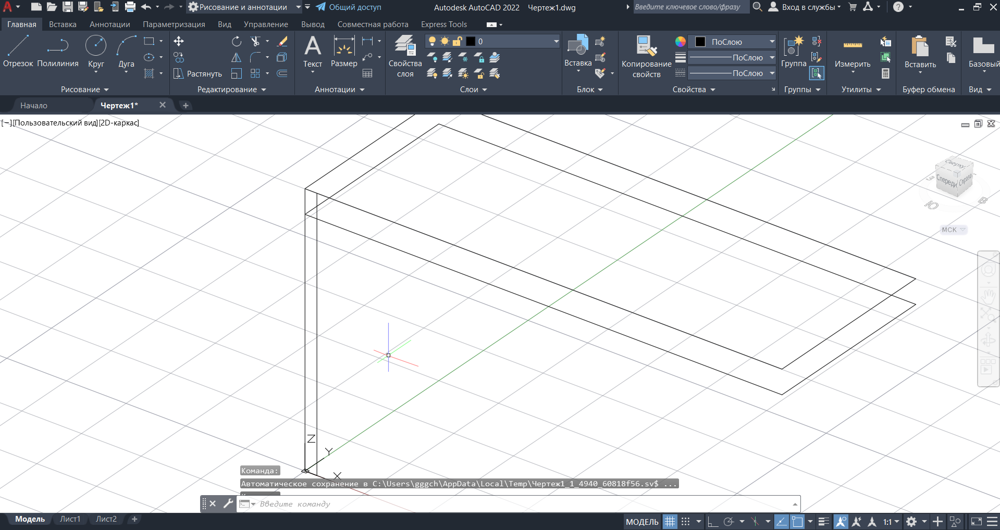 Рисование и аннотации
Общий доступ
Autodesk AutoCAD 2022 Чертеж1.dwg
Введите ключевое слово/фразу
Вход в службы
Главная Вставка Аннотации Параметризация Вид Управление Вывод Совместная работа Express Tools
Отрезок Полилиния Круг Дуга
Растянуть
Текст Размер
Свойства слоя
0
Вставка
Копирование свойств
ПоСлою
ПоСлою
ПоСлою
Группа
Измерить
Вставить
Базовый
Рисование Редактирование Аннотации Слои Блок Свойства Группы Утилиты Буфер обмена Вид
Начало Чертеж1*
[−][Пользовательский вид][2D-каркас]
Сверху
Спереди Справа
Ю В
МСК
Z
Y
X
Команда:
Автоматическое сохранение в C:\Users\gggch\AppData\Local\Temp\Чертеж1_1_4940_60818f56.sv$ ...
Введите команду
Модель Лист1 Лист2
МОДЕЛЬ
1:1